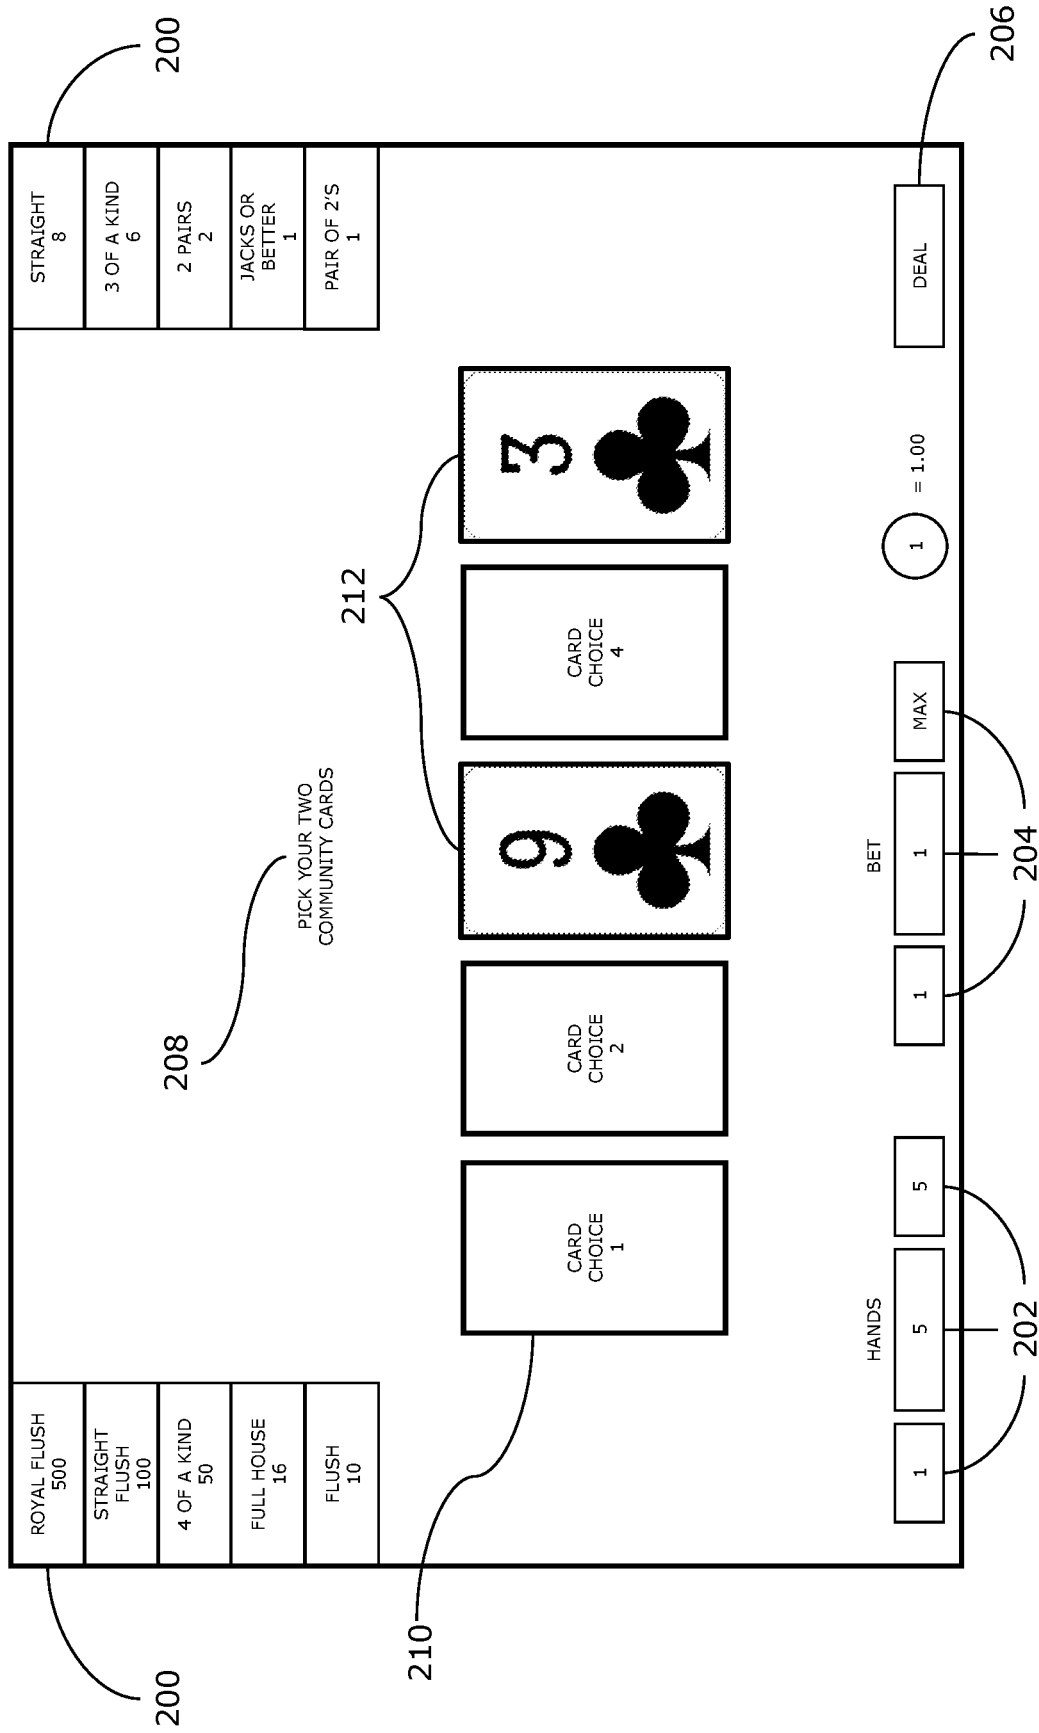 200
ROYAL FLUSH
500
STRAIGHT
FLUSH
100
4 OF A KIND
50
FULL HOUSE
16
FLUSH
10
200
STRAIGHT
8
3 OF A KIND
6
2 PAIRS
2
JACKS OR
BETTER
1
PAIR OF 2'S
1
208
PICK YOUR TWO
COMMUNITY CARDS
212
210
CARD
CHOICE
1
CARD
CHOICE
2
9
CARD
CHOICE
4
3
HANDS
1
5
5
BET
1
1
MAX
1
= 1.00
DEAL
202
204
206